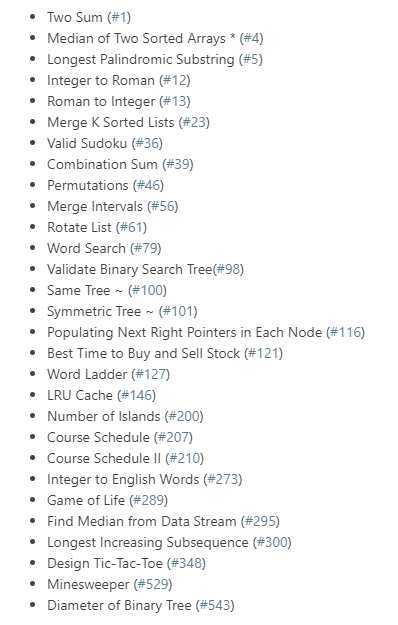 • Two Sum (#1)
• Median of Two Sorted Arrays * (#4)
• Longest Palindromic Substring (#5)
• Integer to Roman (#12)
• Roman to Integer (#13)
• Merge K Sorted Lists (#23)
• Valid Sudoku (#36)
• Combination Sum (#39)
• Permutations (#46)
• Merge Intervals (#56)
• Rotate List (#61)
• Word Search (#79)
• Validate Binary Search Tree(#98)
• Same Tree ~ (#100)
• Symmetric Tree ~ (#101)
• Populating Next Right Pointers in Each Node (#116)
• Best Time to Buy and Sell Stock (#121)
• Word Ladder (#127)
• LRU Cache (#146)
• Number of Islands (#200)
• Course Schedule (#207)
• Course Schedule II (#210)
• Integer to English Words (#273)
• Game of Life (#289)
• Find Median from Data Stream (#295)
• Longest Increasing Subsequence (#300)
• Design Tic-Tac-Toe (#348)
• Minesweeper (#529)
• Diameter of Binary Tree (#543)